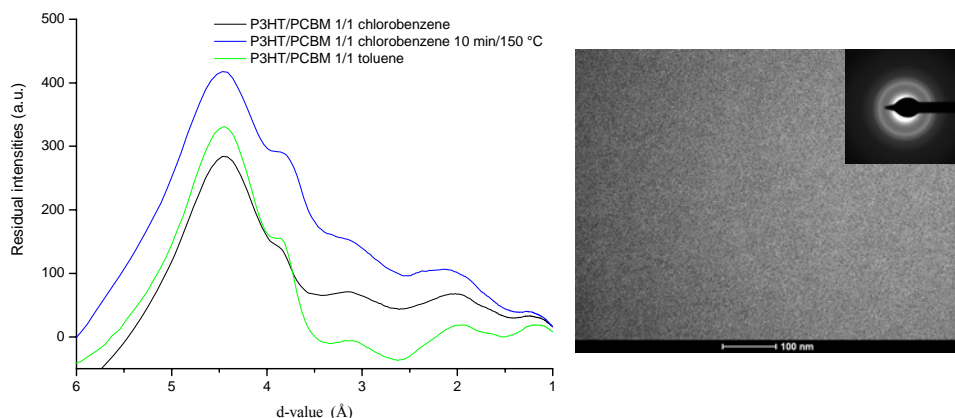 500
400
300
200
100
0
Residual intensities (a.u.)
P3HT/PCBM 1/1 chlorobenzene
P3HT/PCBM 1/1 chlorobenzene 10 min/150 °C
P3HT/PCBM 1/1 toluene
6 5 4 3 2 1
d-value (Å)
100 nm